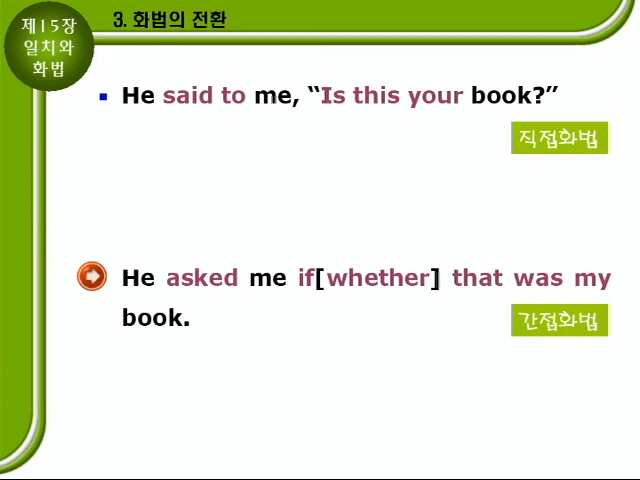 제15장
일치와
화법
3. 화법의 전환
▪ He said to me, “Is this your book?”
직접화법
He asked me if[whether] that was my
book.
간접화법